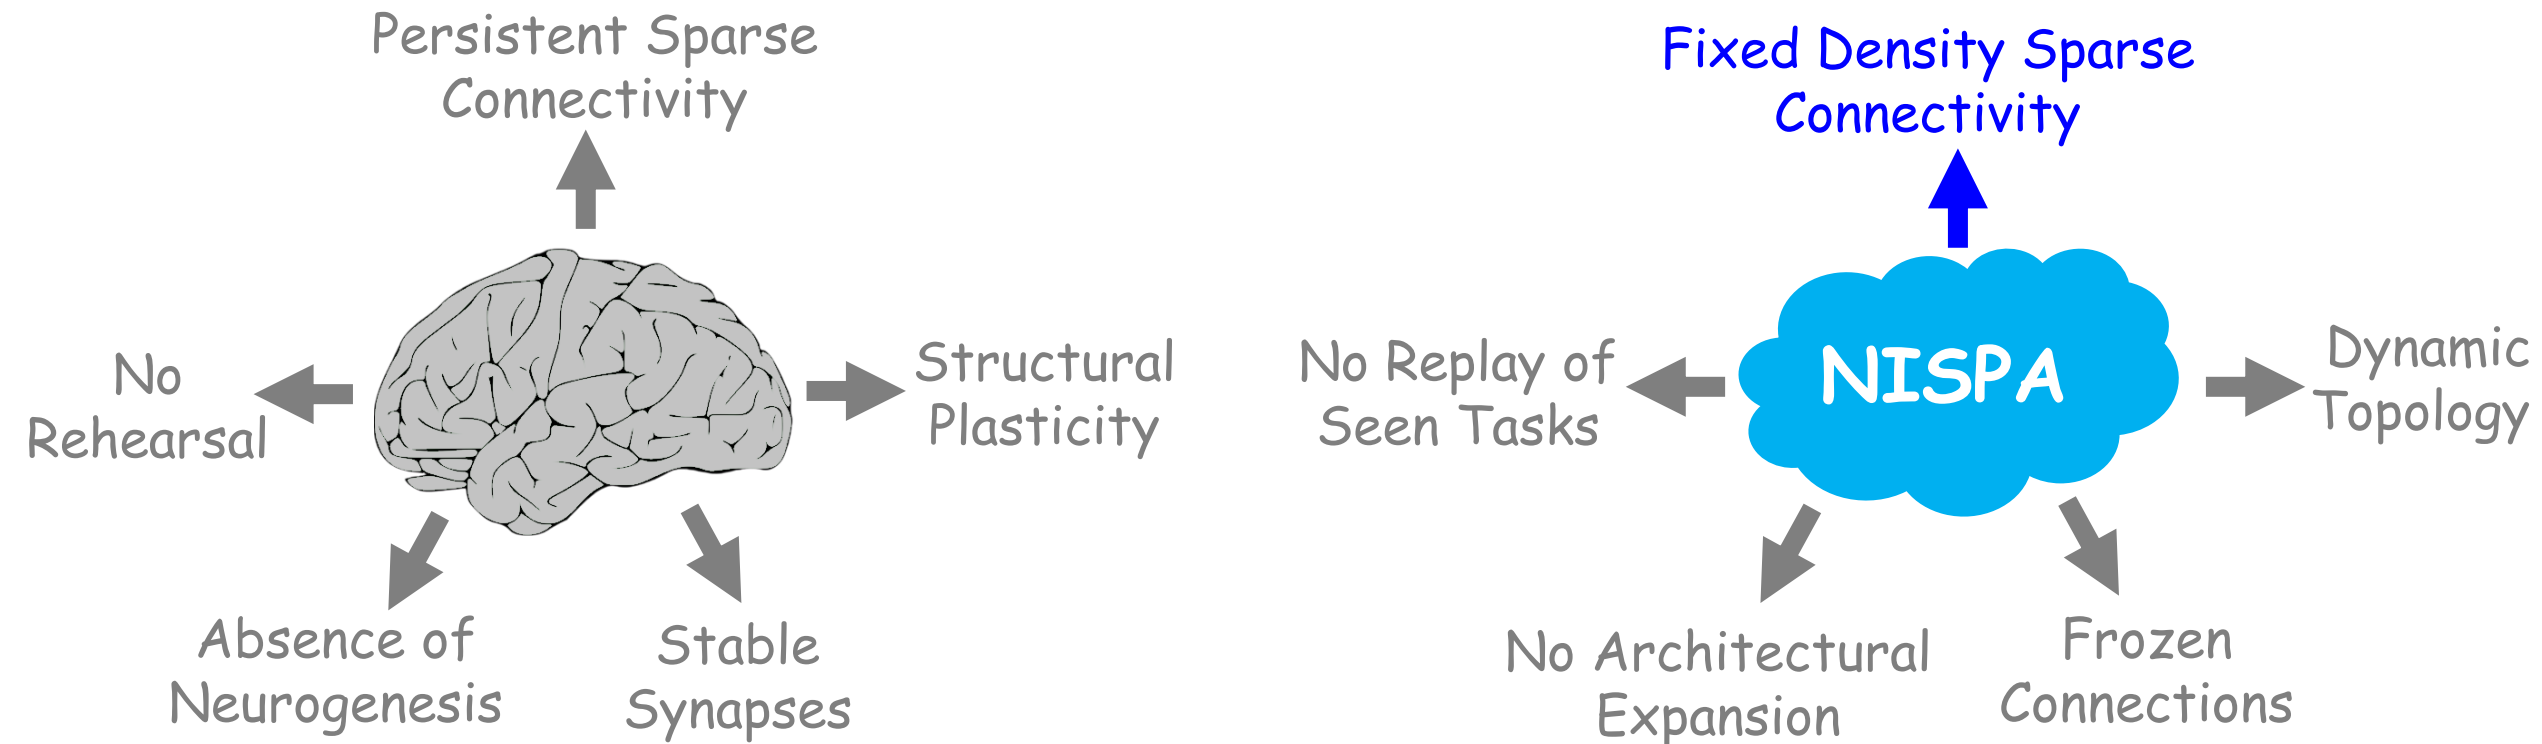 Persistent Sparse
Connectivity
No
Rehearsal
Structural
Plasticity
Absence of
Neurogenesis
Stable
Synapses
Fixed Density Sparse
Connectivity
No Replay of
Seen Tasks
NISPA
Dynamic
Topology
No Architectural
Expansion
Frozen
Connections